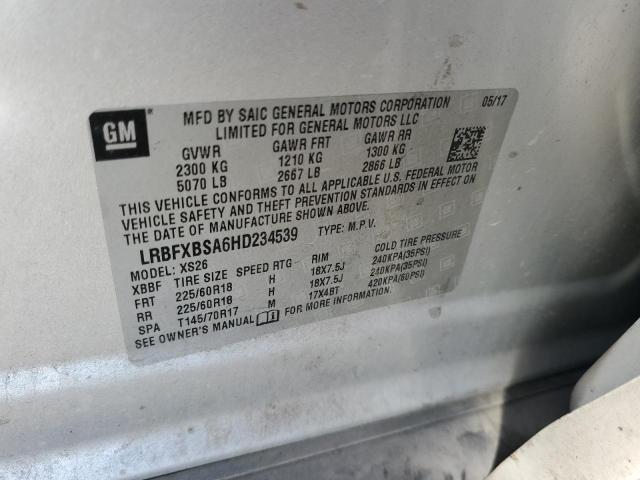 GM
MFD BY SAIC GENERAL MOTORS CORPORATION 05/17
LIMITED FOR GENERAL MOTORS LLC
GVWR GAWR FRT GAWR RR
2300 KG 1210 KG 1300 KG
5070 LB 2667 LB 2866 LB
THIS VEHICLE CONFORMS TO ALL APPLICABLE U.S. FEDERAL MOTOR
VEHICLE SAFETY AND THEFT PREVENTION STANDARDS IN EFFECT ON
THE DATE OF MANUFACTURE SHOWN ABOVE.
LRBFXBSA6HD234539 TYPE: M.P.V.
MODEL: XS26
XBBF TIRE SIZE SPEED RTG RIM COLD TIRE PRESSURE
FRT 225/60R18 H 18X7.5J 240KPA(35PSI)
RR 225/60R18 H 18X7.5J 240KPA(35PSI)
SPA T145/70R17 M 17X4BT 420KPA(60PSI)
SEE OWNER'S MANUAL FOR MORE INFORMATION.